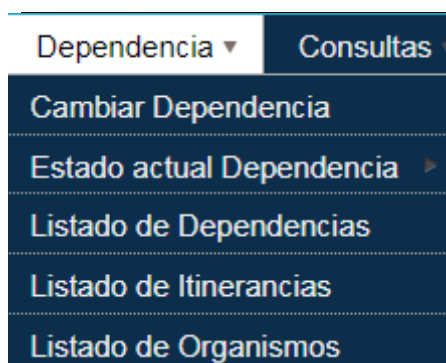 Dependencia Consultas
Cambiar Dependencia
Estado actual Dependencia
Listado de Dependencias
Listado de Itinerancias
Listado de Organismos